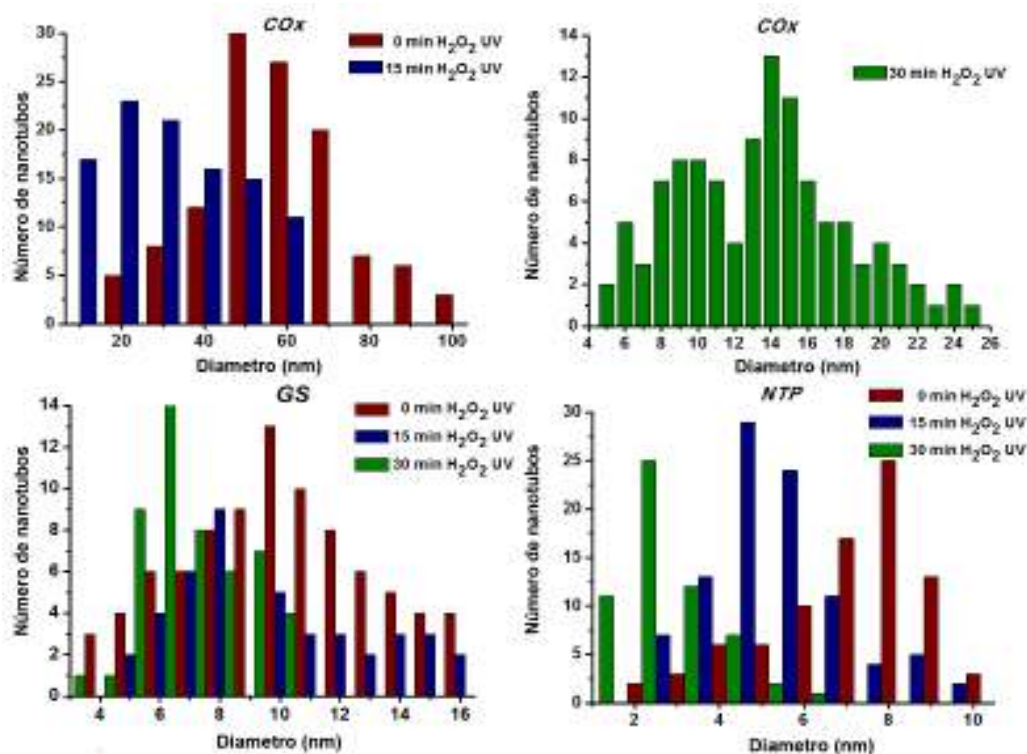 COx
0 min H₂O₂ UV
15 min H₂O₂ UV
Número de nanotubos
30
25
20
15
10
5
0
20 40 60 80 100
Diametro (nm)
COx
30 min H₂O₂ UV
Número de nanotubos
14
12
10
8
6
4
2
0
4 6 8 10 12 14 16 18 20 22 24 26
Diametro (nm)
GS
0 min H₂O₂ UV
15 min H₂O₂ UV
30 min H₂O₂ UV
Número de nanotubos
14
12
10
8
6
4
2
0
4 6 8 10 12 14 16
Diametro (nm)
NTP
0 min H₂O₂ UV
15 min H₂O₂ UV
30 min H₂O₂ UV
Número de nanotubos
30
25
20
15
10
5
0
2 4 6 8 10
Diametro (nm)